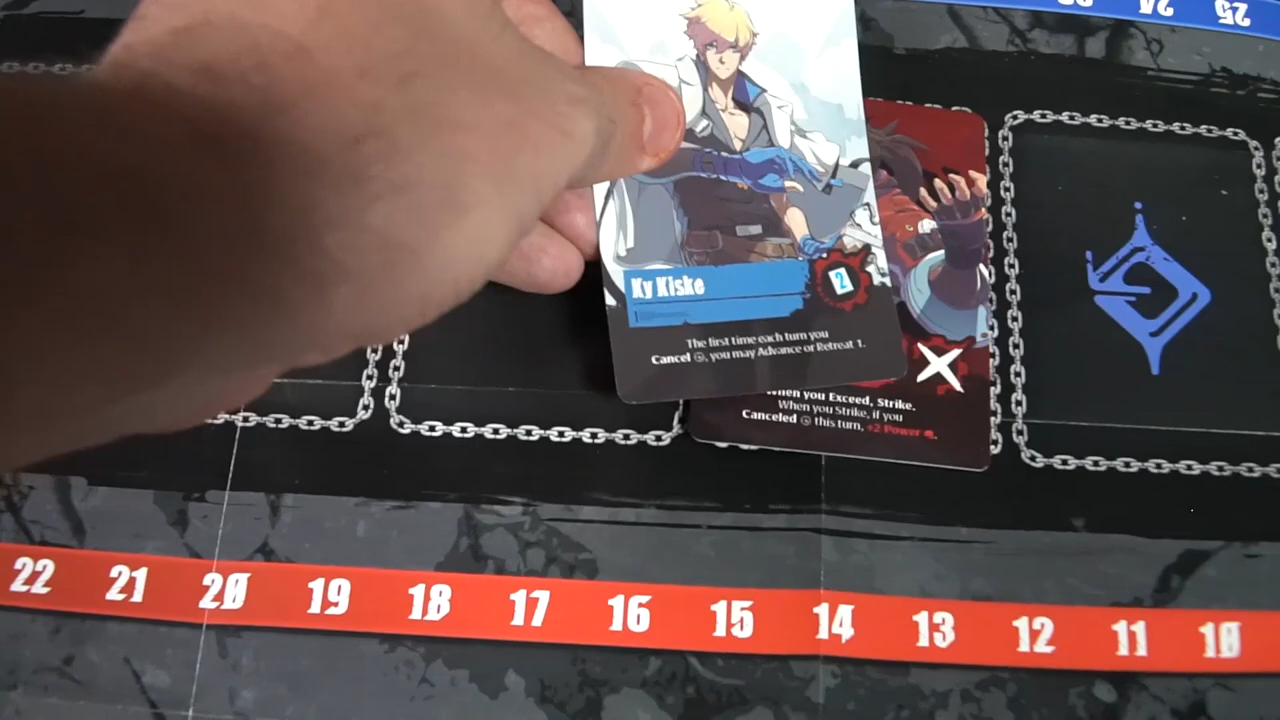 24
25
Ky Kiske
2
The first time each turn you
Cancel , you may Advance or Retreat 1.
When you Exceed, Strike.
When you Strike, if you
Canceled this turn, +2 Power .
22 21 20 19 18 17 16 15 14 13 12 11 10